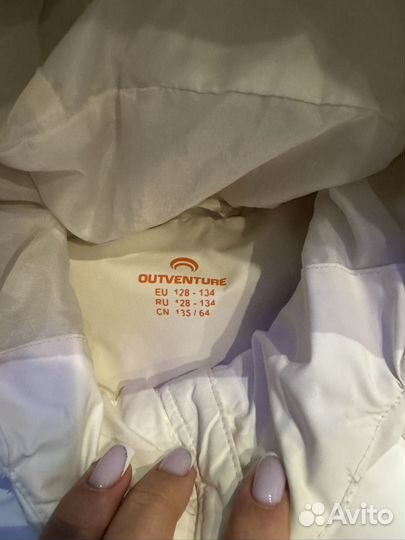 OUTVENTURE
EU 128 - 134
RU 128 - 134
CN 135 / 64
Avito